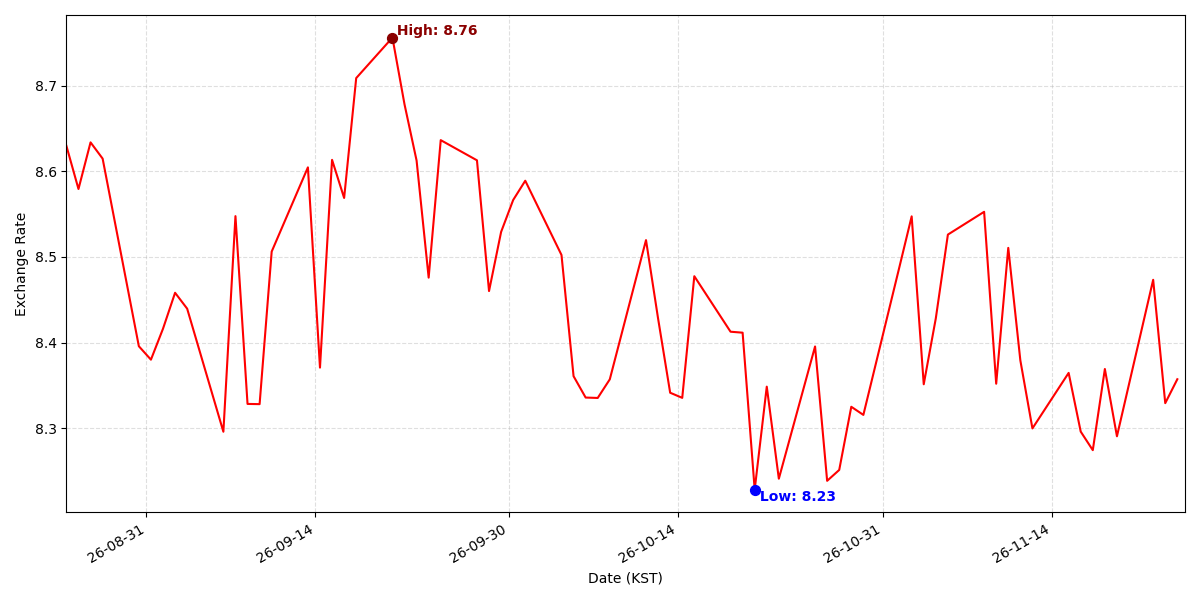 High: 8.76
8.7
8.6
8.5
8.4
8.3
Exchange Rate
Low: 8.23
26-08-31
26-09-14
26-09-30
26-10-14
26-10-31
26-11-14
Date (KST)